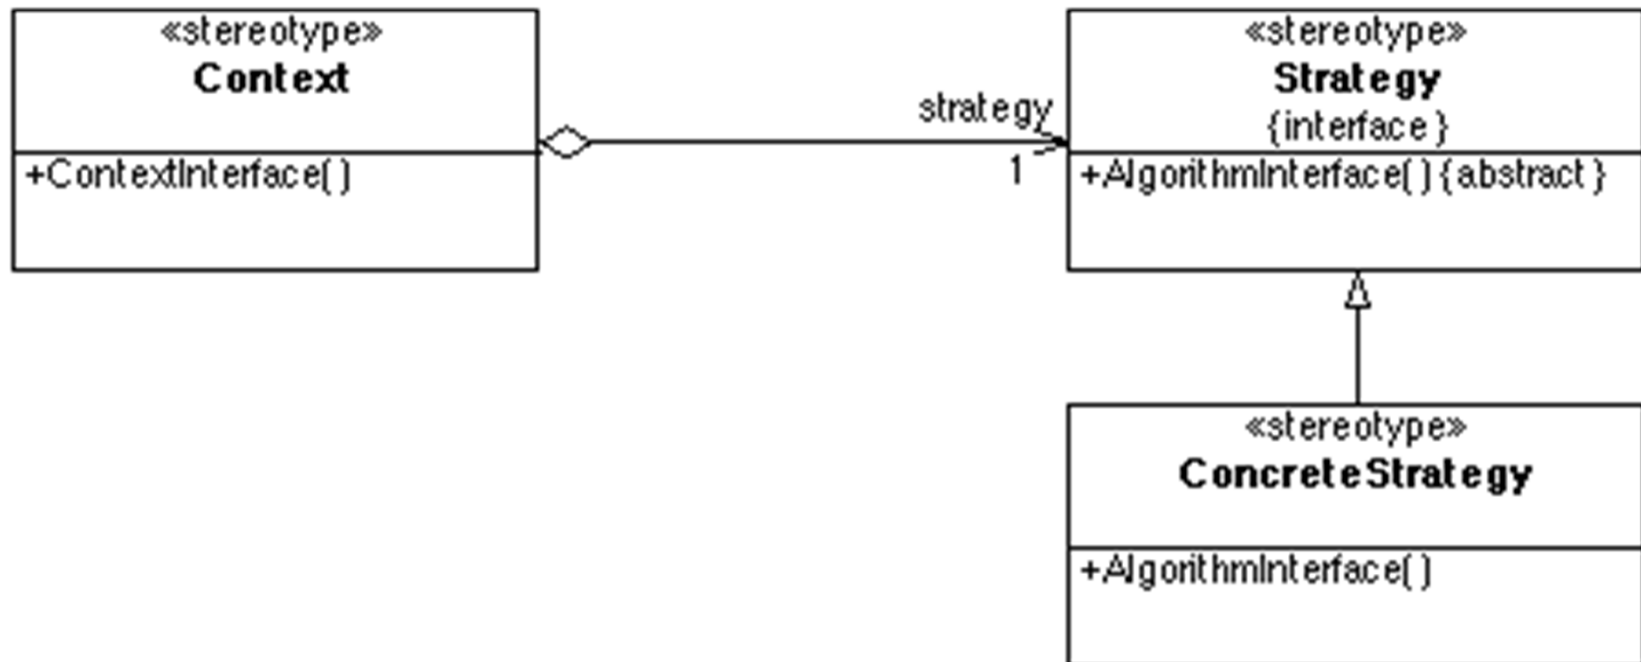 «stereotype»
Context
+ContextInterface()
strategy
1
«stereotype»
Strategy
{interface}
+AlgorithmInterface(){abstract}
«stereotype»
ConcreteStrategy
+AlgorithmInterface()